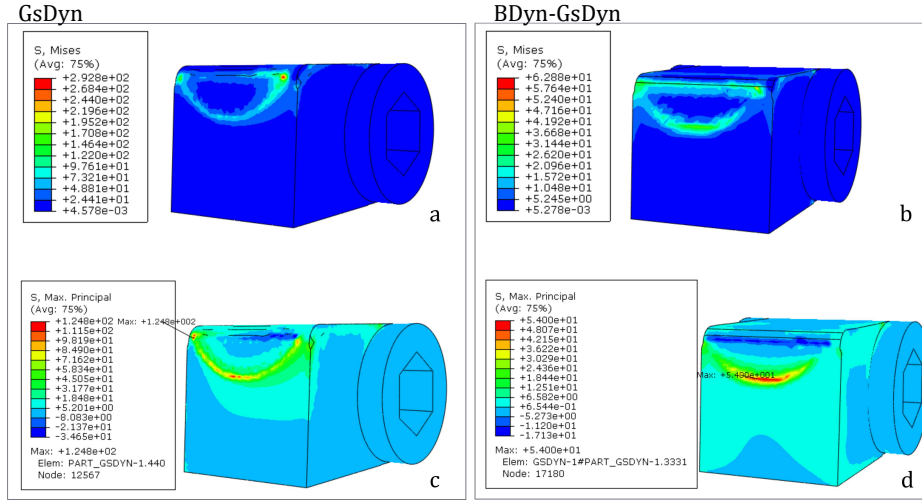 GsDyn
BDyn-GsDyn
S, Mises
(Avg: 75%)
+2.928e+02
+2.684e+02
+2.440e+02
+2.196e+02
+1.952e+02
+1.708e+02
+1.464e+02
+1.220e+02
+9.761e+01
+7.321e+01
+4.881e+01
+2.441e+01
+4.578e-03
a
S, Mises
(Avg: 75%)
+6.288e+01
+5.764e+01
+5.240e+01
+4.716e+01
+4.192e+01
+3.668e+01
+3.144e+01
+2.620e+01
+2.096e+01
+1.572e+01
+1.048e+01
+5.245e+00
+5.278e-03
b
S, Max. Principal
(Avg: 75%)
+1.248e+02
+1.115e+02
+9.819e+01
+8.490e+01
+7.162e+01
+5.834e+01
+4.505e+01
+3.177e+01
+1.848e+01
+5.201e+00
-8.083e+00
-2.137e+01
-3.465e+01
Max: +1.248e+02
Elem: PART_GSDYN-1.440
Node: 12567
Max: +1.248e+002
c
S, Max. Principal
(Avg: 75%)
+5.400e+01
+4.807e+01
+4.215e+01
+3.622e+01
+3.029e+01
+2.436e+01
+1.844e+01
+1.251e+01
+6.582e+00
+6.544e-01
-5.273e+00
-1.120e+01
-1.713e+01
Max: +5.400e+01
Elem: GSDYN-1#PART_GSDYN-1.3331
Node: 17180
Max: +5.400e+001
d